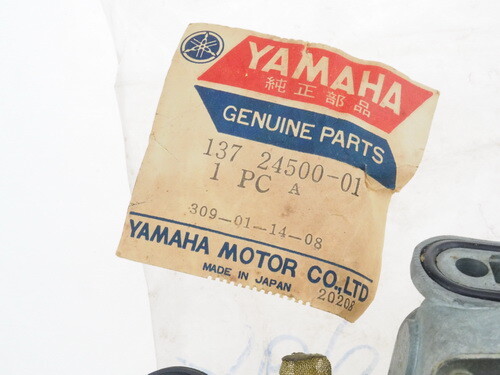 YAMAHA
純正部品
GENUINE PARTS
137 24500-01
1 PC A
309-01-14-08
YAMAHA MOTOR CO., LTD
MADE IN JAPAN 20208